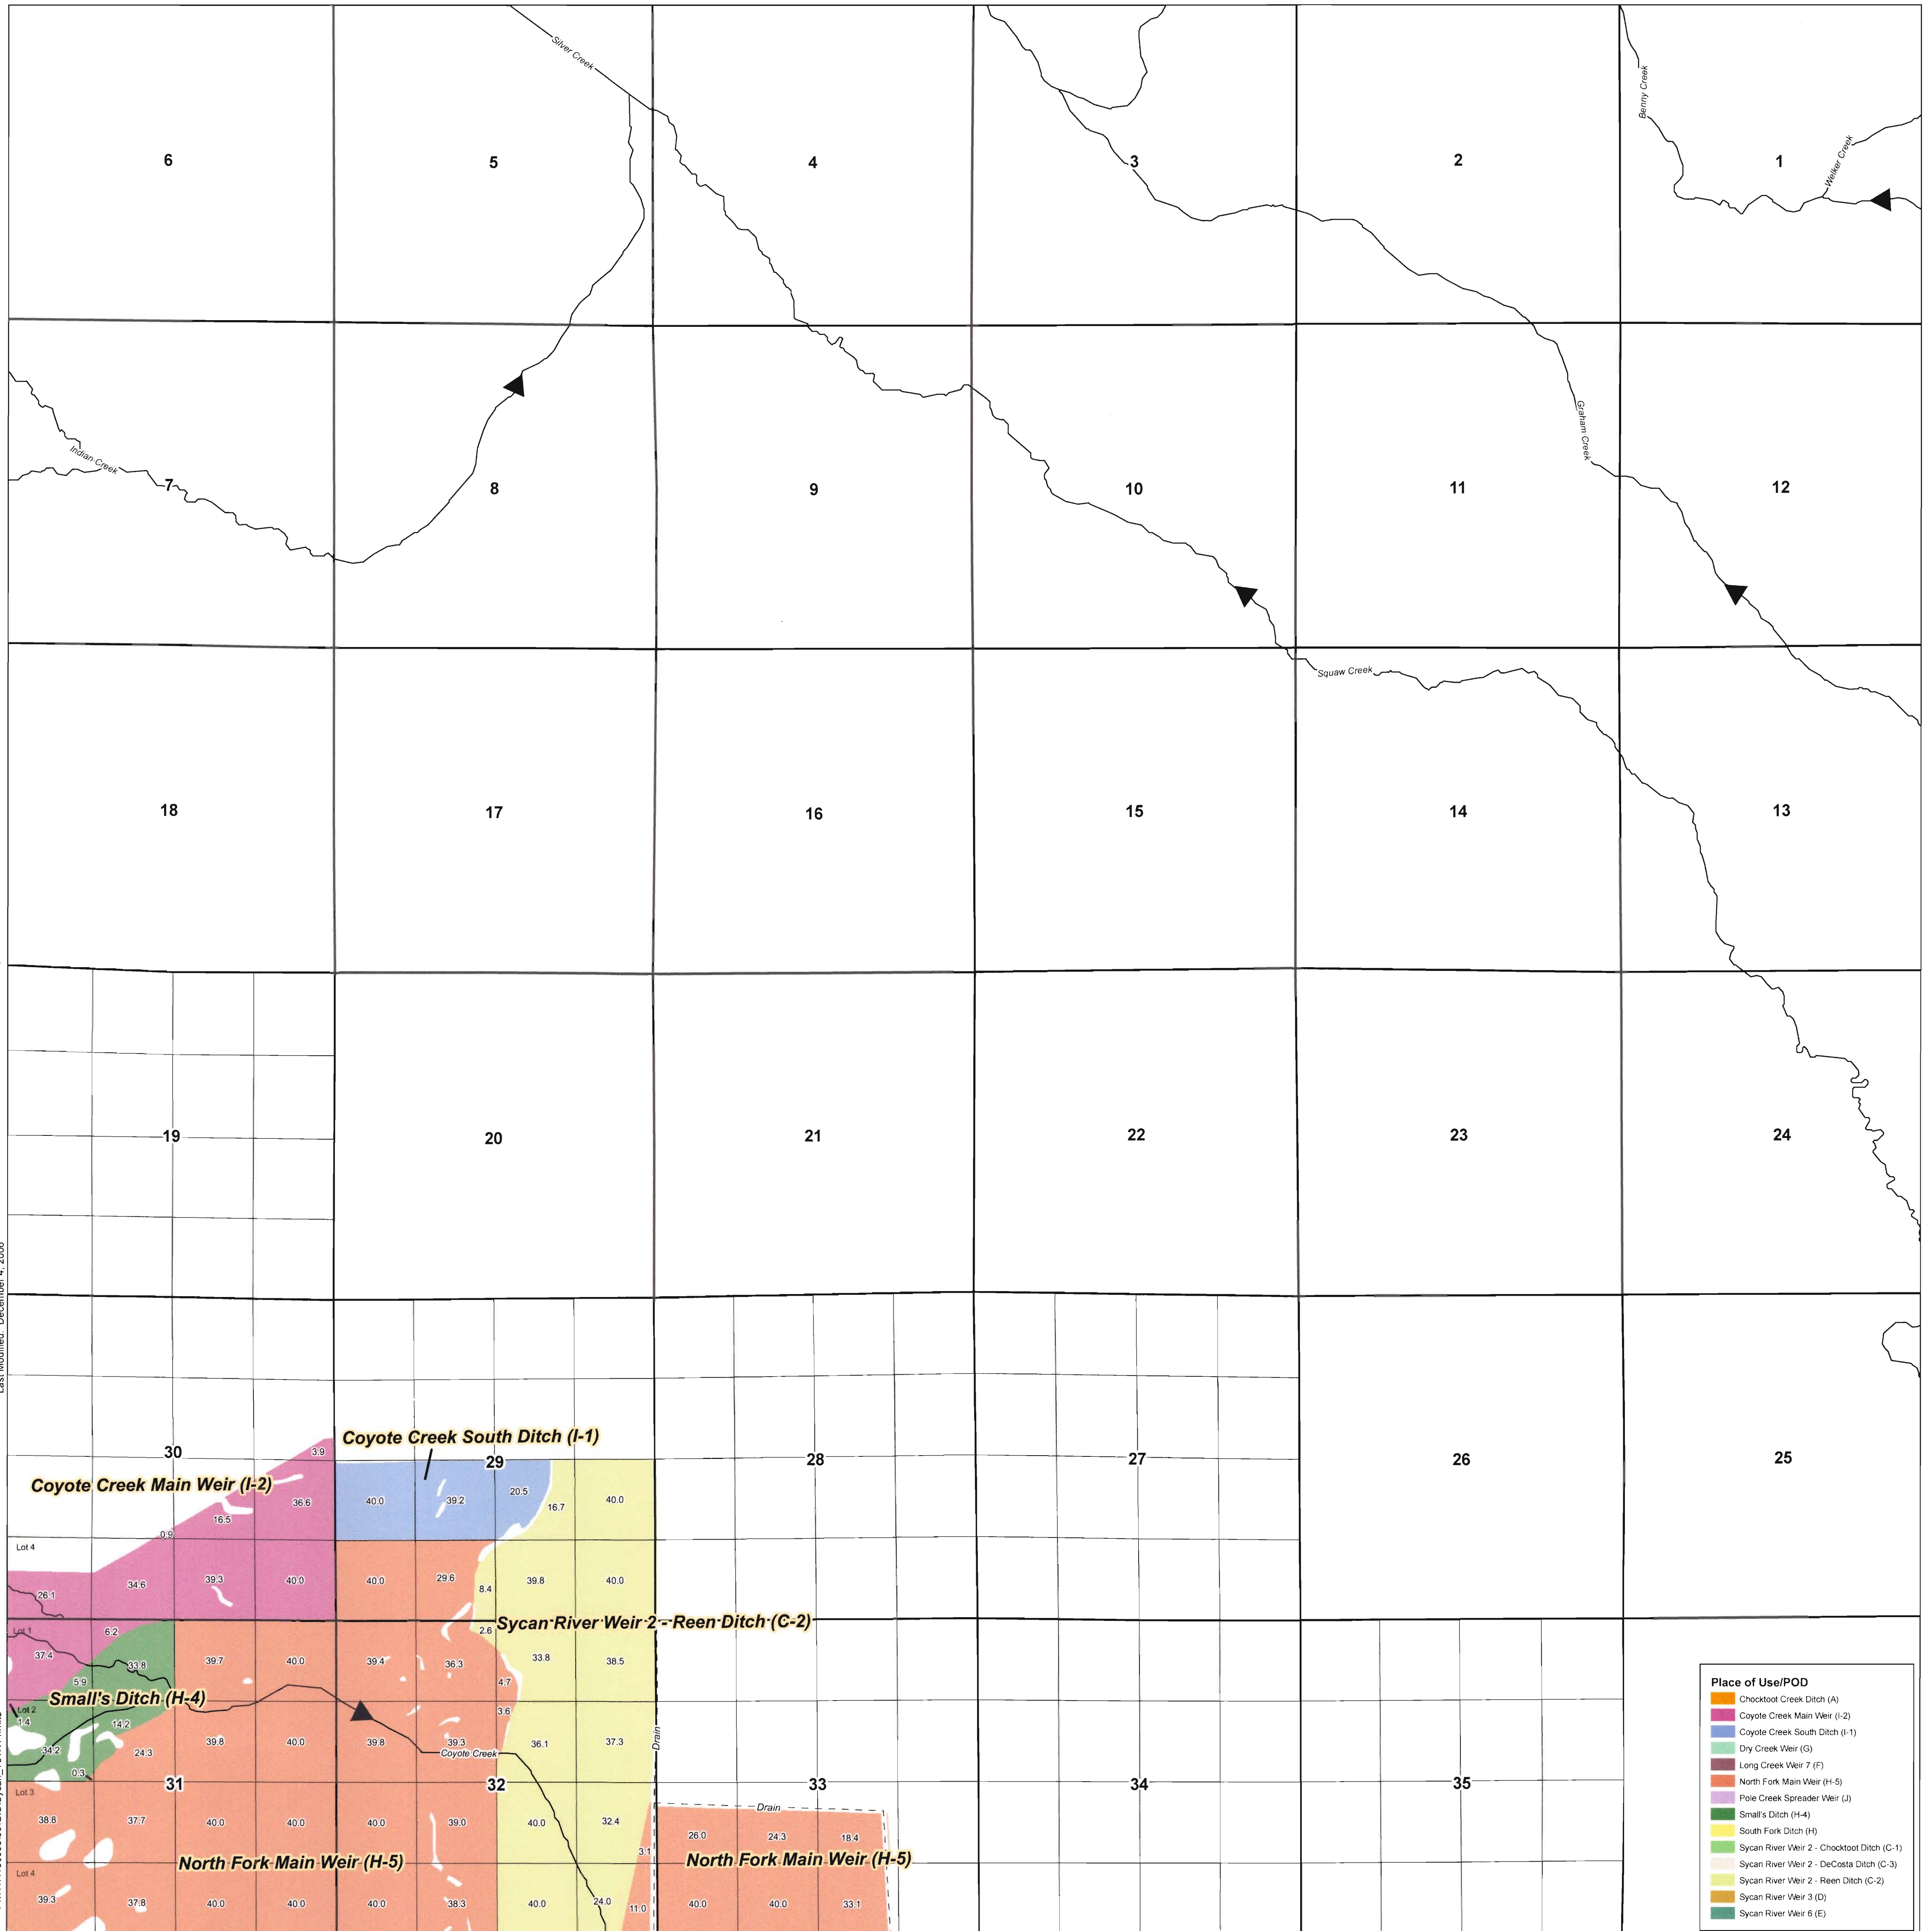 Silver Creek
Benny Creek
Welker Creek
6
5
4
3
2
1
Graham Creek
Indian Creek
7
8
9
10
11
12
Squaw Creek
18
17
16
15
14
13
19
20
21
22
23
24
Last Modified: December 4, 2006
30
29
28
27
26
25
Coyote Creek South Ditch (I-1)
Coyote Creek Main Weir (I-2)
3.9
36.6
16.5
0.9
40.0
39.2
20.5
16.7
40.0
Lot 4
26.1
34.6
39.3
40.0
40.0
29.6
8.4
39.8
40.0
Sycan River Weir 2 - Reen Ditch (C-2)
Lot 1
37.4
6.2
33.8
5.9
39.7
40.0
39.4
36.3
2.6
33.8
38.5
4.7
Small's Ditch (H-4)
Lot 2
1.4
14.2
34.2
24.3
0.3
39.8
40.0
39.8
39.3
3.6
36.1
37.3
Coyote Creek
Drain
31
32
33
34
35
Lot 3
38.8
37.7
40.0
40.0
40.0
39.0
40.0
32.4
3.1
Drain
26.0
24.3
18.4
North Fork Main Weir (H-5)
North Fork Main Weir (H-5)
Lot 4
39.3
37.8
40.0
40.0
40.0
38.3
40.0
24.0
11.0
40.0
40.0
33.1
Place of Use/POD
Chocktoot Creek Ditch (A)
Coyote Creek Main Weir (I-2)
Coyote Creek South Ditch (I-1)
Dry Creek Weir (G)
Long Creek Weir 7 (F)
North Fork Main Weir (H-5)
Pole Creek Spreader Weir (J)
Small's Ditch (H-4)
South Fork Ditch (H)
Sycan River Weir 2 - Chocktoot Ditch (C-1)
Sycan River Weir 2 - DeCosta Ditch (C-3)
Sycan River Weir 2 - Reen Ditch (C-2)
Sycan River Weir 3 (D)
Sycan River Weir 6 (E)